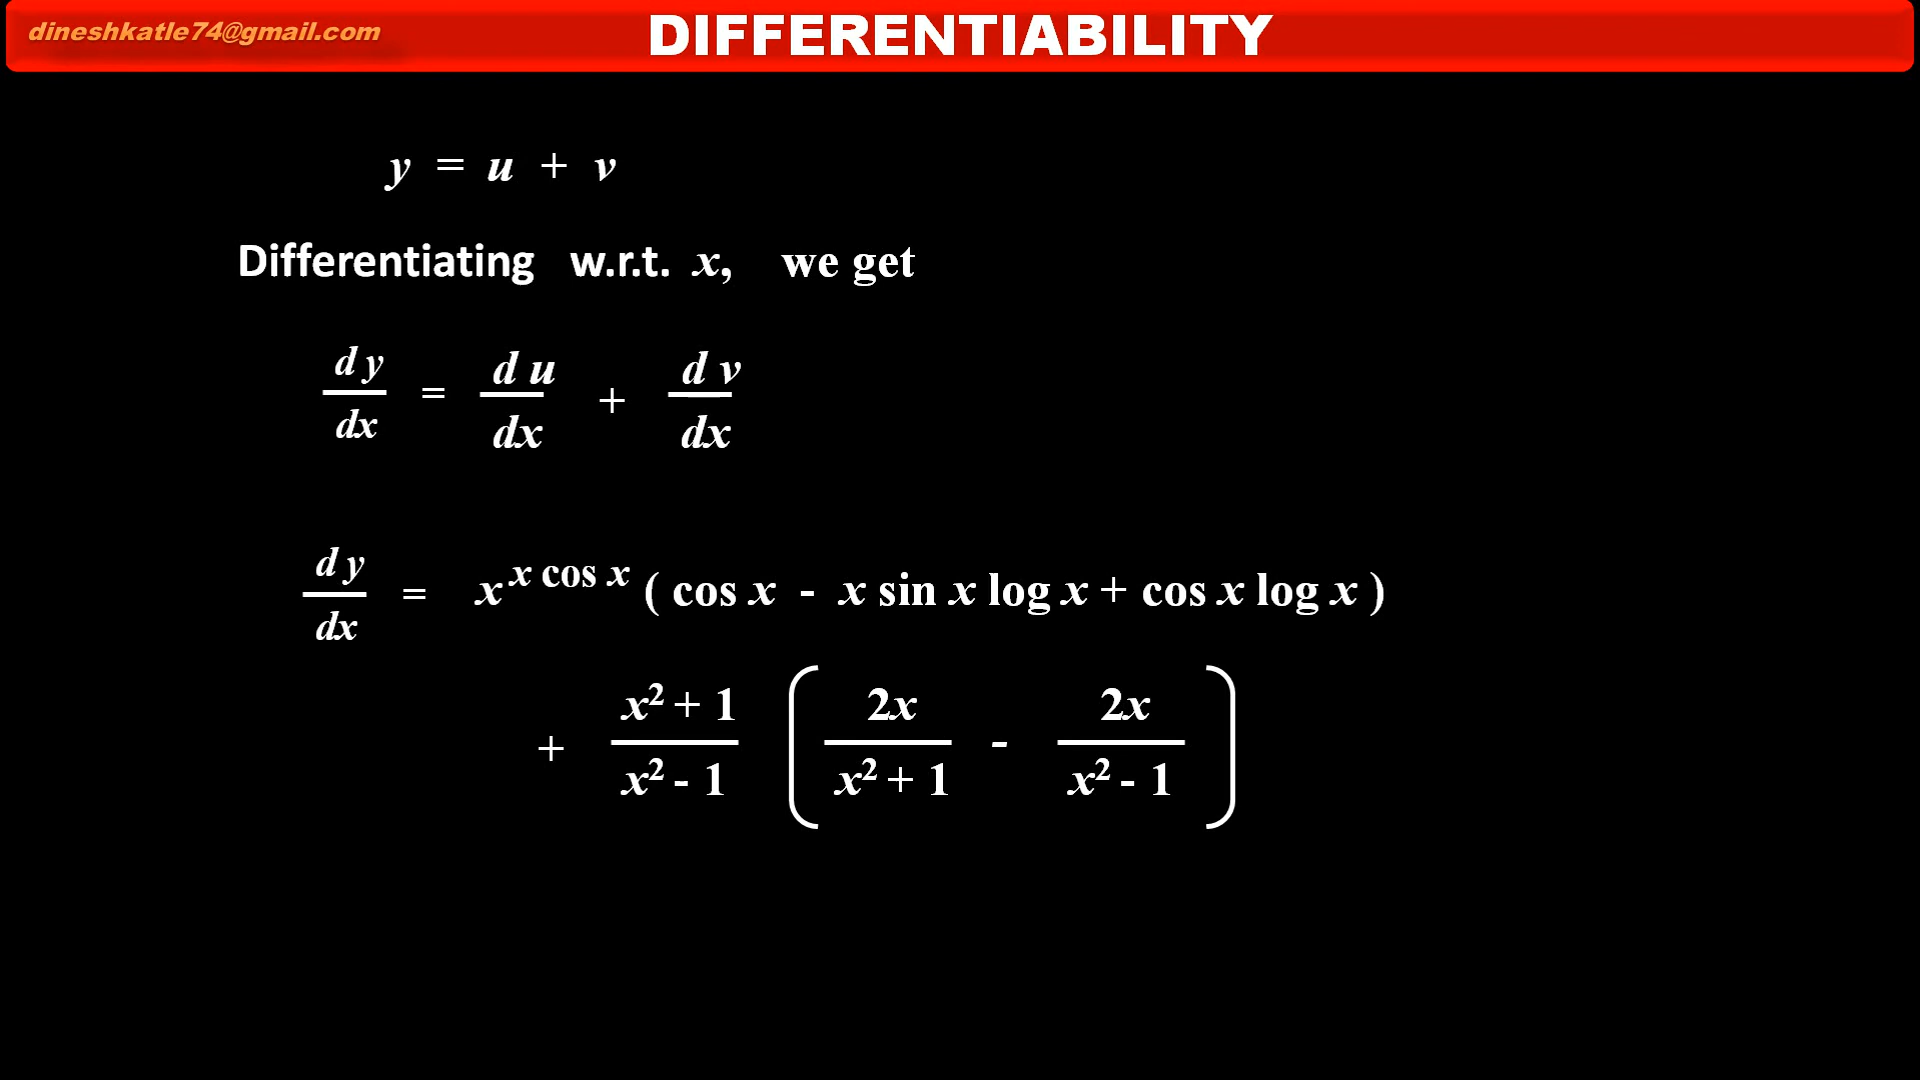 dineshkatle74@gmail.com
DIFFERENTIABILITY
y = u + v
Differentiating w.r.t. x, we get
dy/dx = du/dx + dv/dx
dy/dx = x^(x cos x) ( cos x - x sin x log x + cos x log x )
+ (x² + 1)/(x² - 1) ( 2x/(x² + 1) - 2x/(x² - 1) )